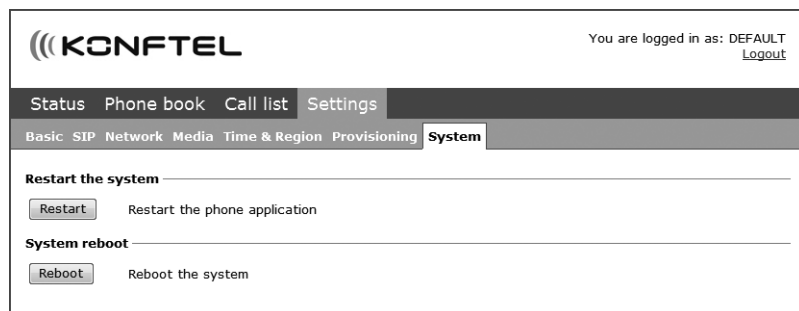 KONFTEL
You are logged in as: DEFAULT
Logout
Status Phone book Call list Settings
Basic SIP Network Media Time & Region Provisioning System
Restart the system
Restart Restart the phone application
System reboot
Reboot Reboot the system